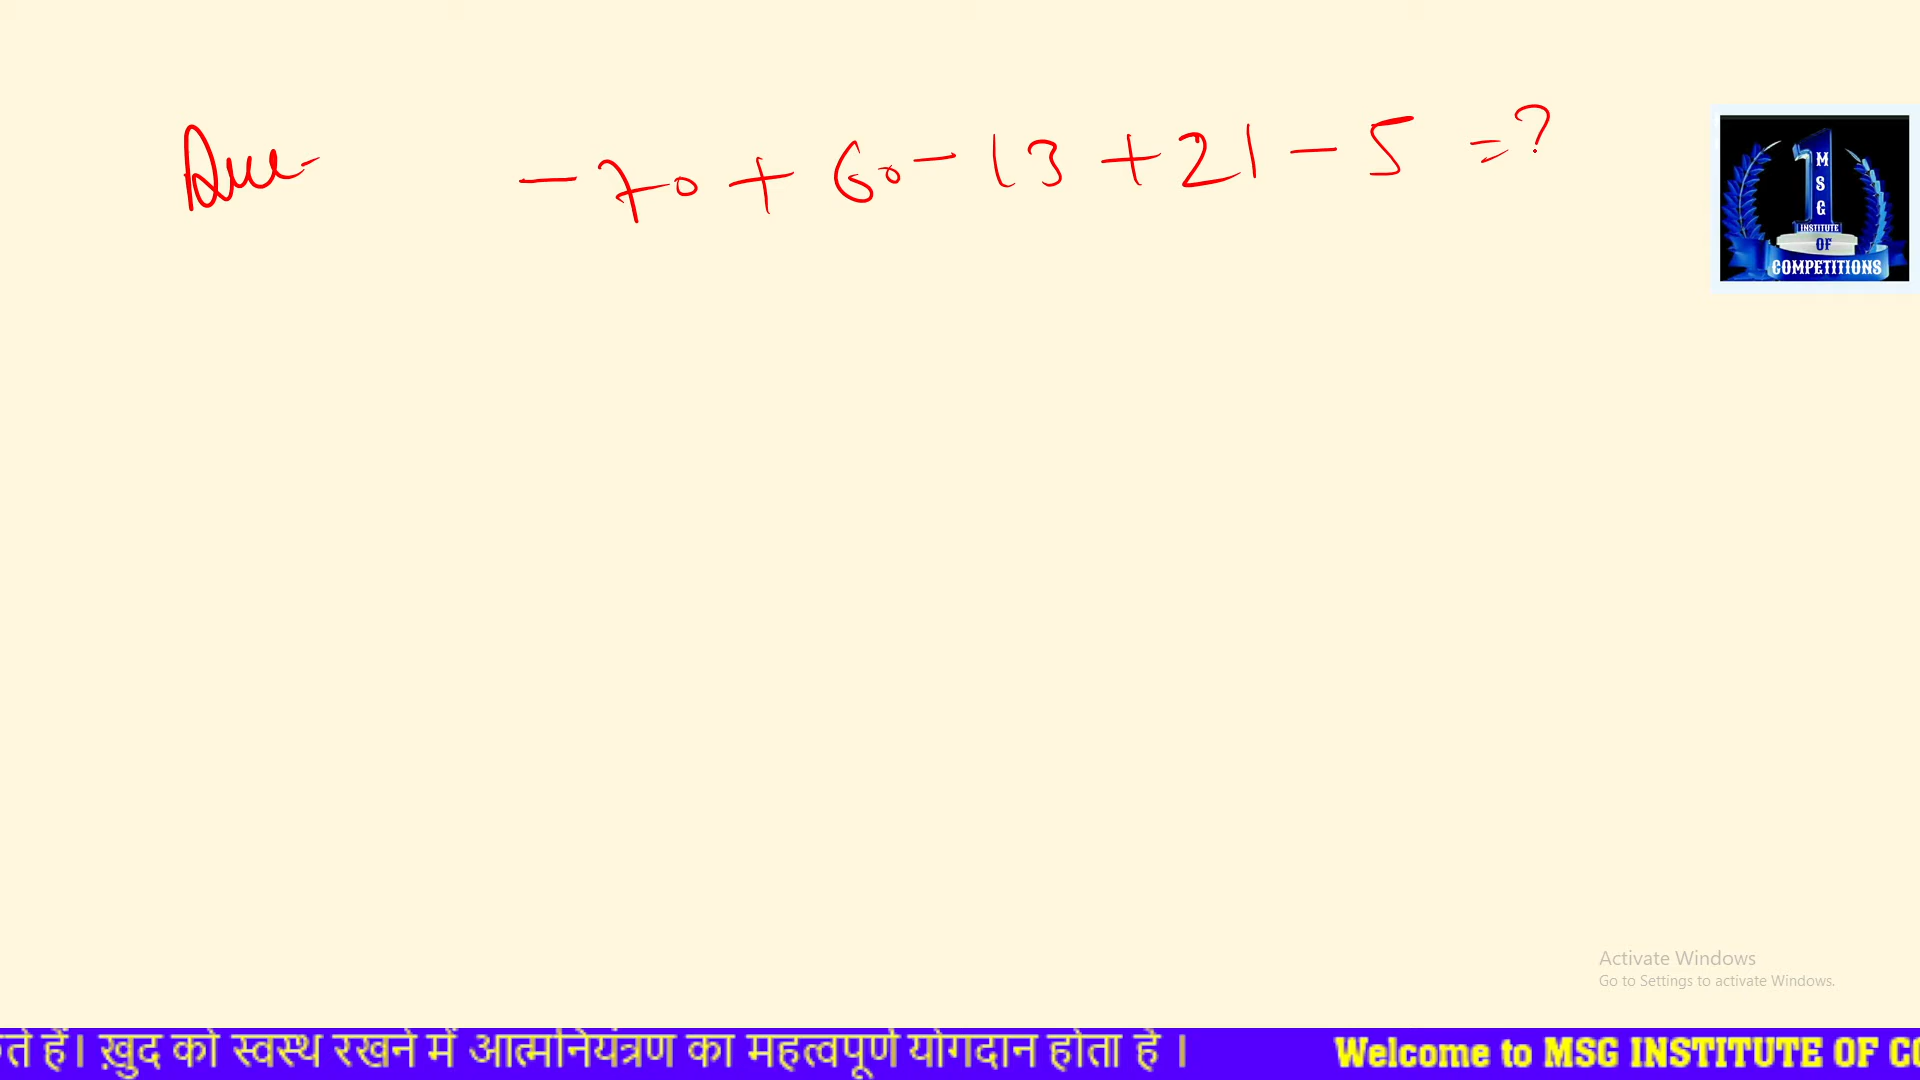 Que - 70 + 60 - 13 + 21 - 5 = ?
1
M
S
G
INSTITUTE
OF
COMPETITIONS
Activate Windows
Go to Settings to activate Windows.
हैं। ख़ुद को स्वस्थ रखने में आत्मनियंत्रण का महत्वपूर्ण योगदान होता है । Welcome to MSG INSTITUTE OF